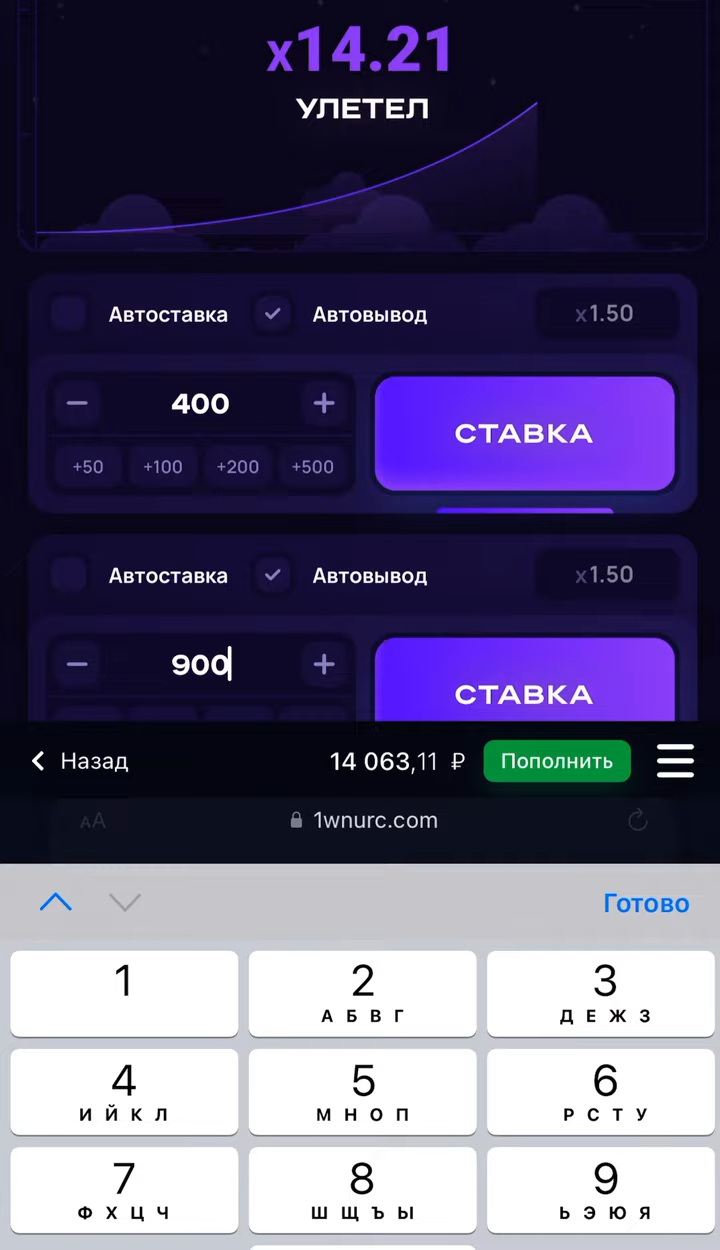 x14.21
УЛЕТЕЛ
Автоставка Автовывод x1.50
− 400 + СТАВКА
+50 +100 +200 +500
Автоставка Автовывод x1.50
− 900 + СТАВКА
Назад 14 063,11 ₽ Пополнить
AA 1wnurc.com
Готово
1 2 3
А Б В Г Д Е Ж З
4 5 6
И Й К Л М Н О П Р С Т У
7 8 9
Ф Х Ц Ч Ш Щ Ъ Ы Ь Э Ю Я